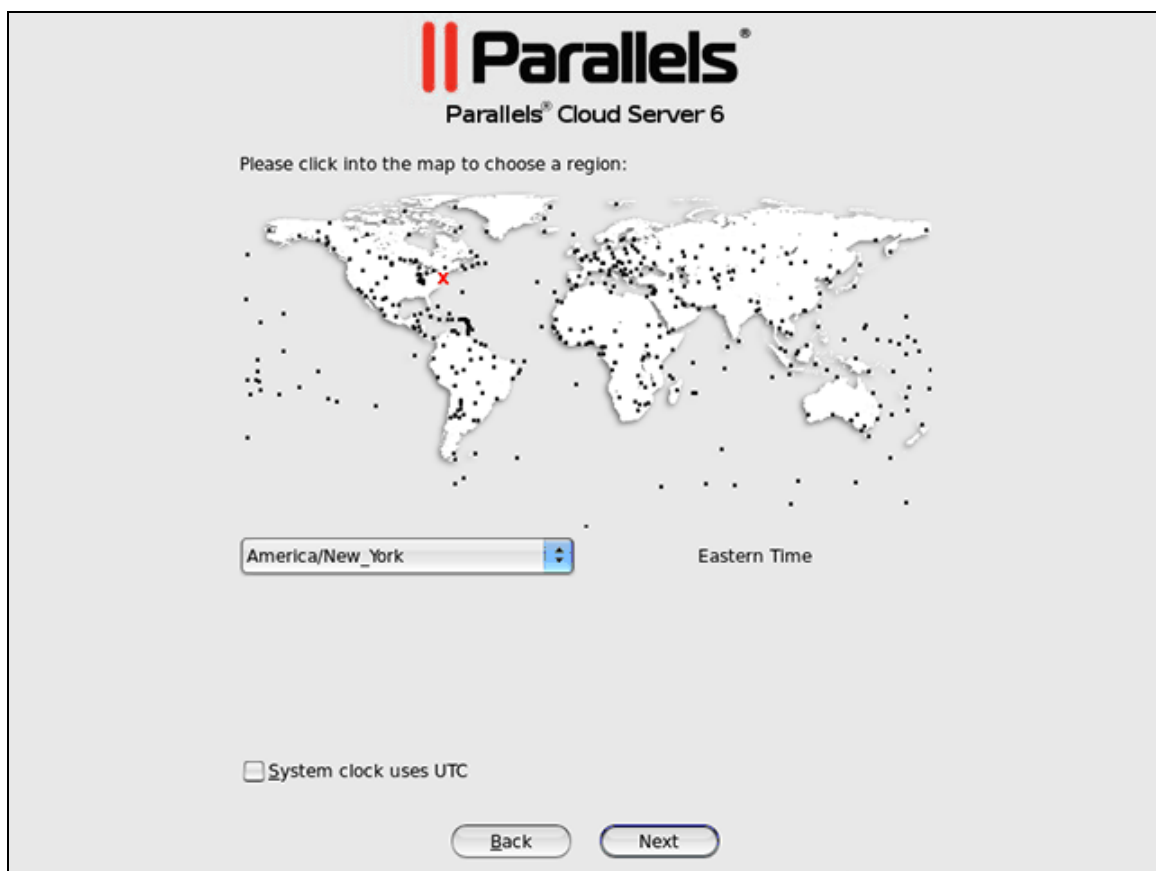 Parallels®
Parallels® Cloud Server 6
Please click into the map to choose a region:
America/New_York
Eastern Time
System clock uses UTC
Back
Next